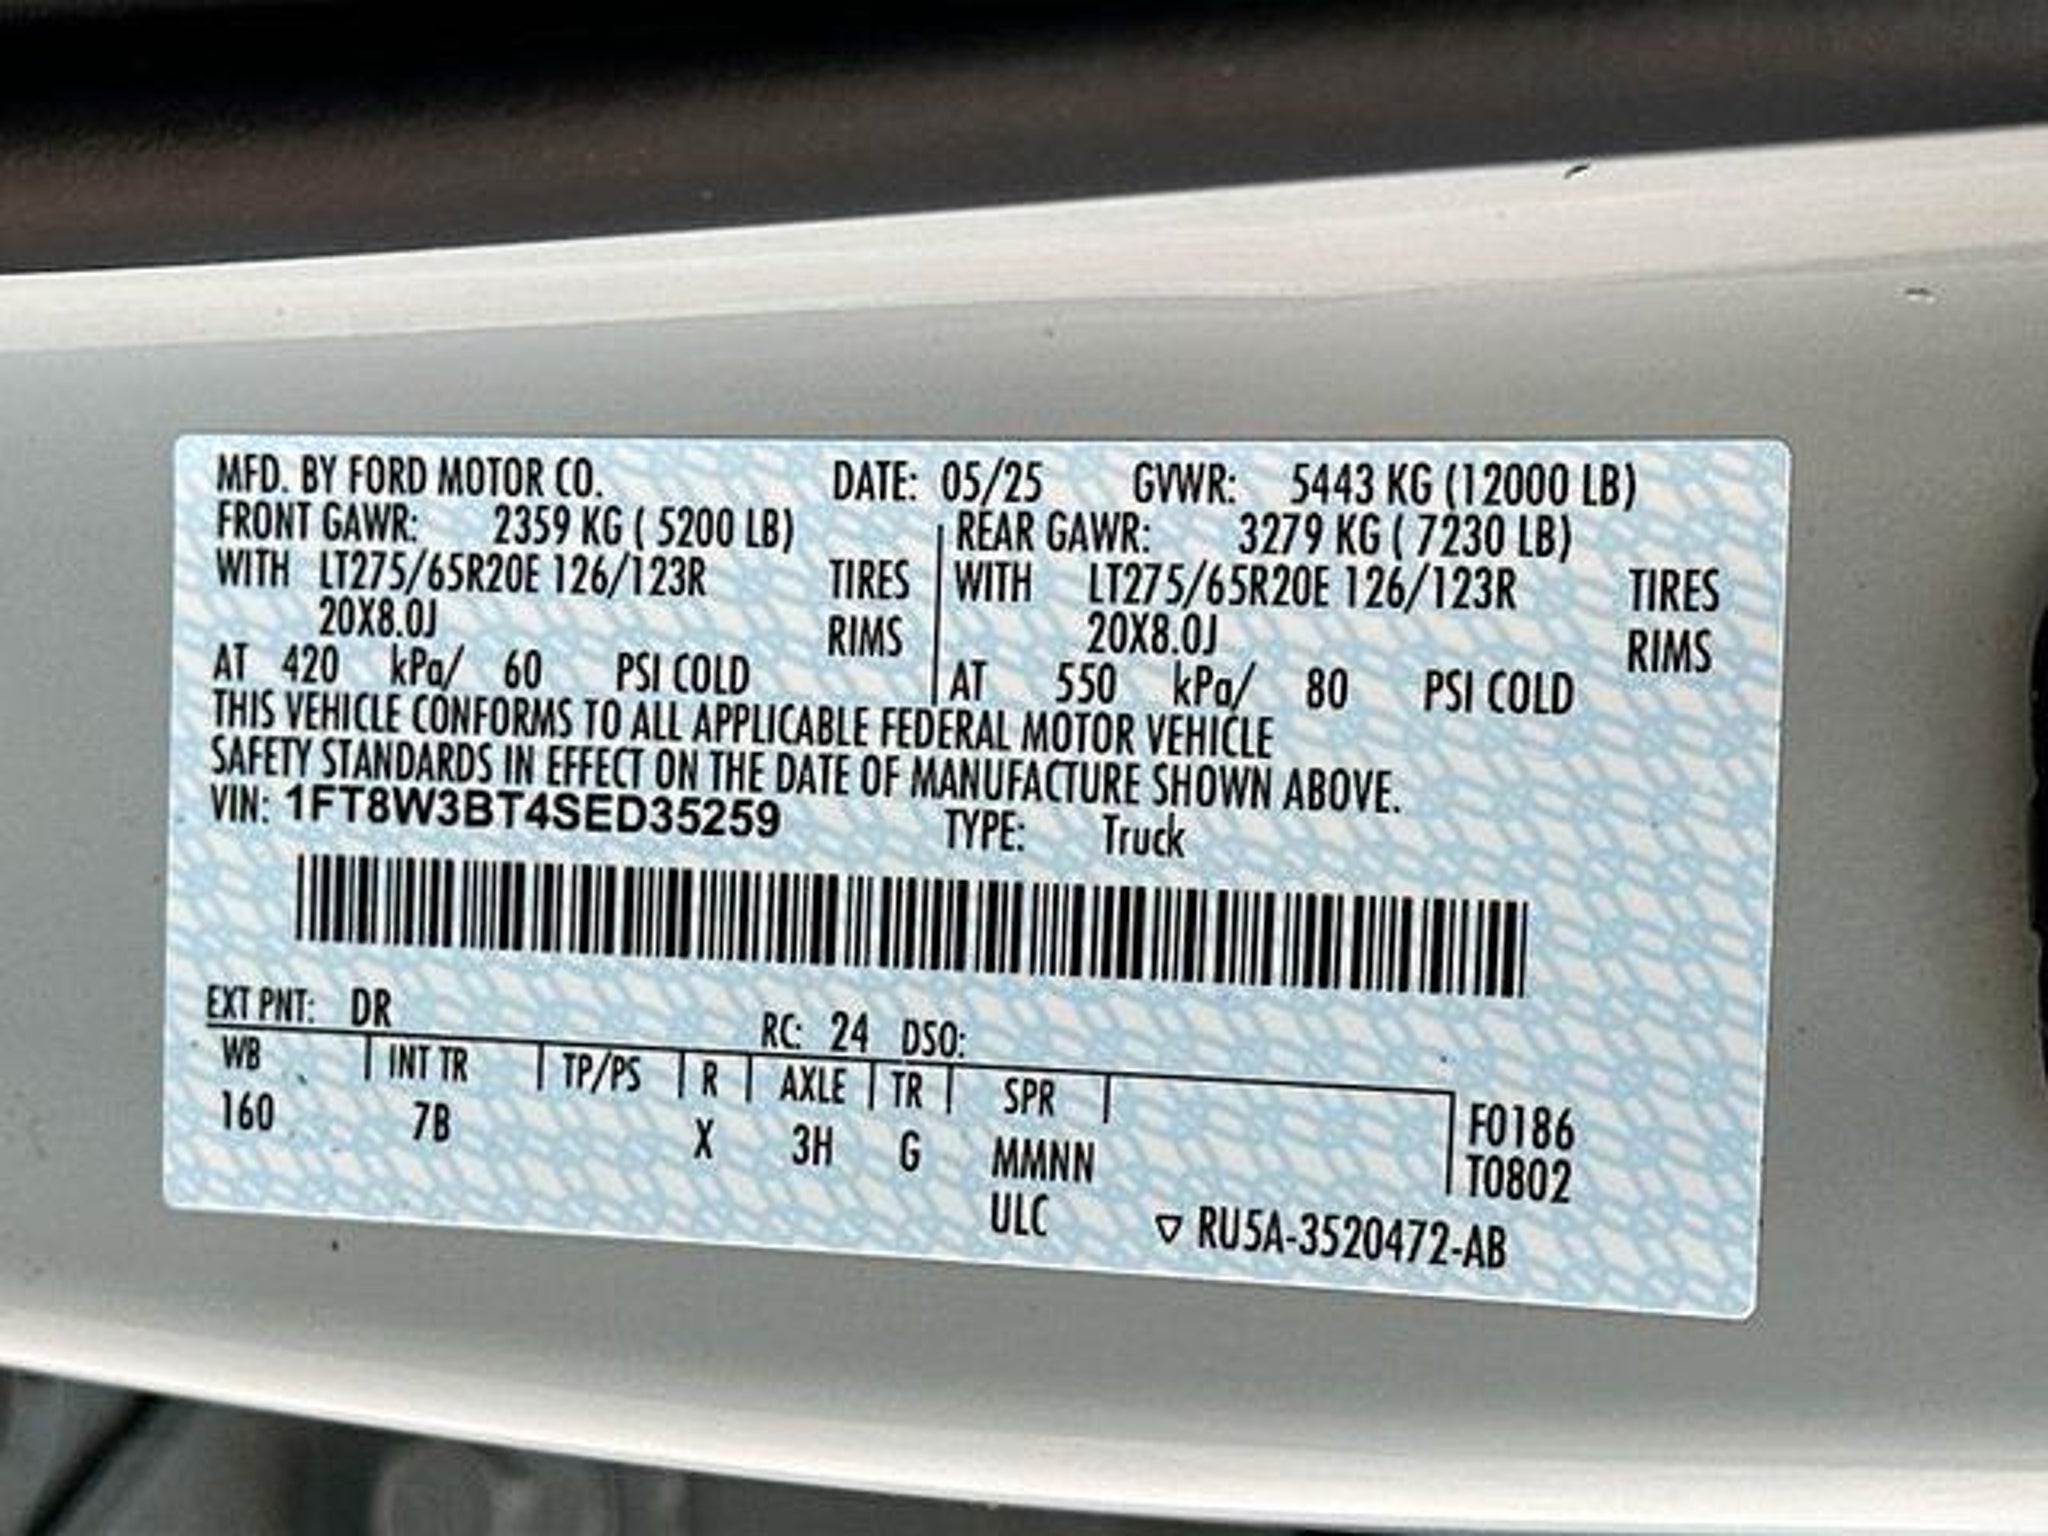 MFD. BY FORD MOTOR CO. DATE: 05/25 GVWR: 5443 KG (12000 LB)
FRONT GAWR: 2359 KG ( 5200 LB) REAR GAWR: 3279 KG ( 7230 LB)
WITH LT275/65R20E 126/123R TIRES WITH LT275/65R20E 126/123R TIRES
20X8.0J RIMS 20X8.0J RIMS
AT 420 kPa/ 60 PSI COLD AT 550 kPa/ 80 PSI COLD
THIS VEHICLE CONFORMS TO ALL APPLICABLE FEDERAL MOTOR VEHICLE
SAFETY STANDARDS IN EFFECT ON THE DATE OF MANUFACTURE SHOWN ABOVE.
VIN: 1FT8W3BT4SED35259 TYPE: Truck
EXT PNT: DR RC: 24 DSO:
WB INT TR TP/PS R AXLE TR SPR
160 7B X 3H G MMNN F0186
ULC T0802
▽ RU5A-3520472-AB